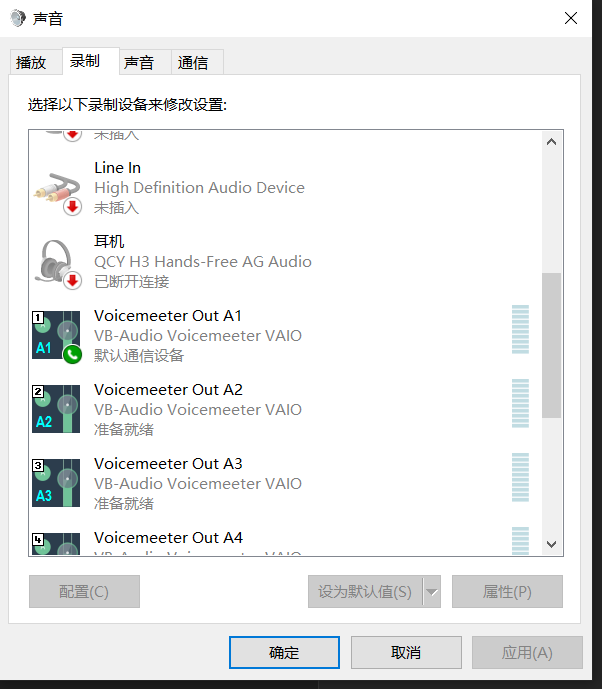 声音
播放
录制
声音
通信
选择以下录制设备来修改设置:
未插入
Line In
High Definition Audio Device
未插入
耳机
QCY H3 Hands-Free AG Audio
已断开连接
1
A1
Voicemeeter Out A1
VB-Audio Voicemeeter VAIO
默认通信设备
2
A2
Voicemeeter Out A2
VB-Audio Voicemeeter VAIO
准备就绪
3
A3
Voicemeeter Out A3
VB-Audio Voicemeeter VAIO
准备就绪
4
Voicemeeter Out A4
VB-Audio Voicemeeter VAIO
配置(C)
设为默认值(S)
属性(P)
确定
取消
应用(A)